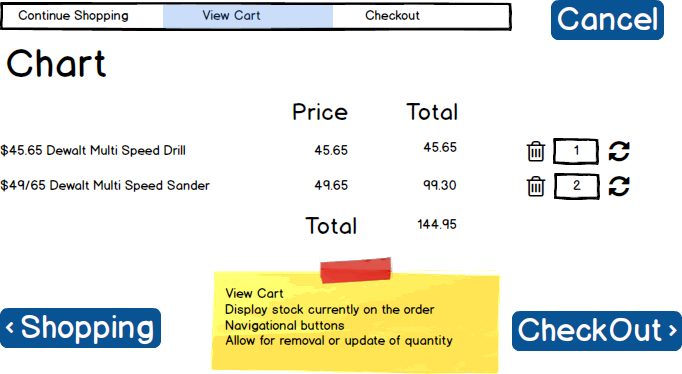 Continue Shopping View Cart Checkout
Cancel
Chart
Price Total
$45.65 Dewalt Multi Speed Drill 45.65 45.65 1
$49/65 Dewalt Multi Speed Sander 49.65 99.30 2
Total 144.95
View Cart
Display stock currently on the order
Navigational buttons
Allow for removal or update of quantity
‹ Shopping
CheckOut ›